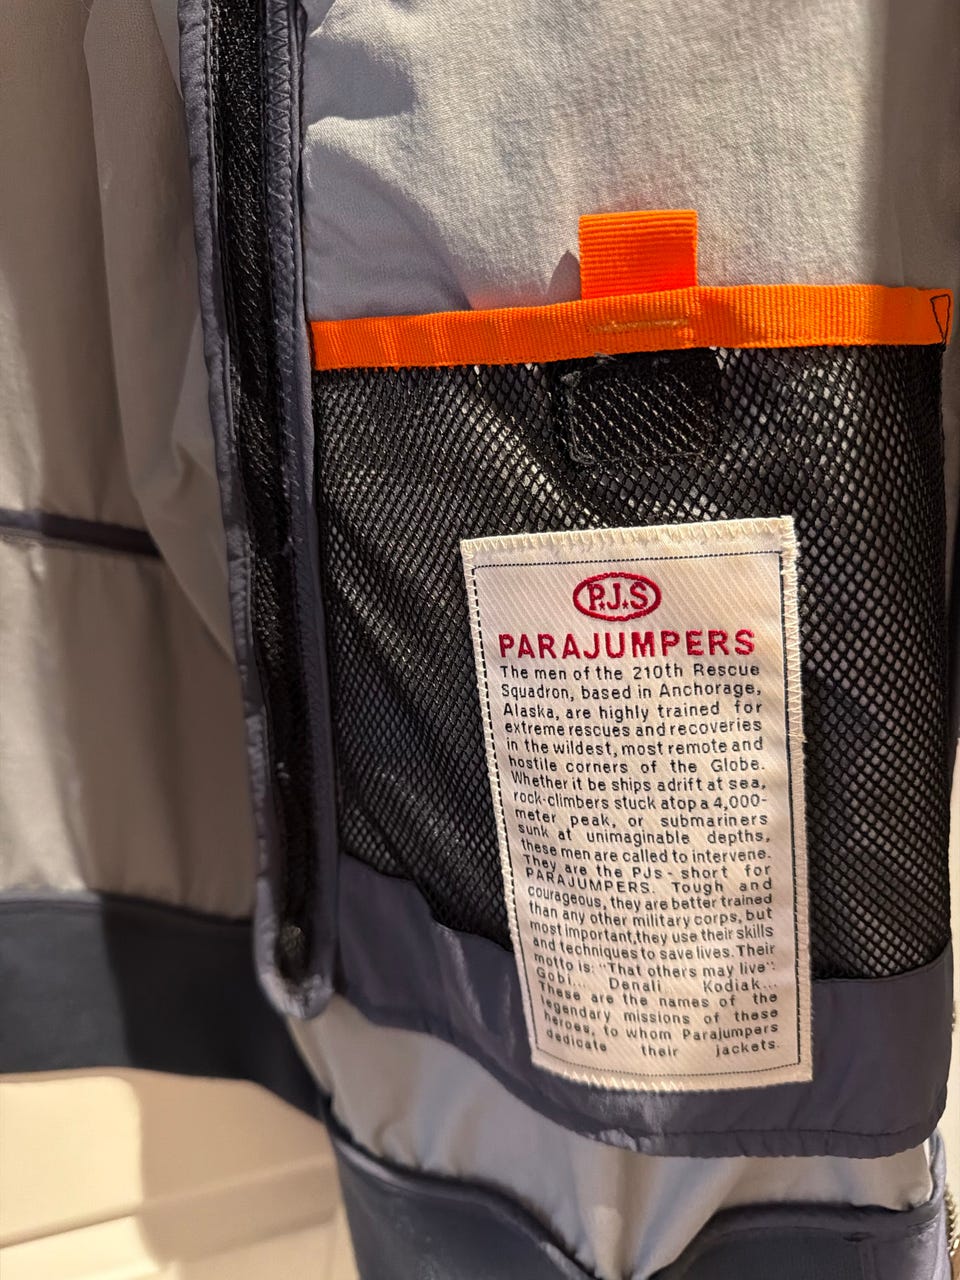 P.J.S
PARAJUMPERS
The men of the 210th Rescue
Squadron, based in Anchorage,
Alaska, are highly trained for
extreme rescues and recoveries
in the wildest, most remote and
hostile corners of the Globe.
Whether it be ships adrift at sea,
rock-climbers stuck atop a 4,000-
meter peak, or submariners
sunk at unimaginable depths,
these men are called to intervene.
They are the PJs - short for
PARAJUMPERS. Tough and
courageous, they are better trained
than any other military corps, but
most important,they use their skills
and techniques to save lives. Their
motto is: "That others may live":
Gobi... Denali... Kodiak...
These are the names of the
legendary missions of these
heroes, to whom Parajumpers
dedicate their jackets.